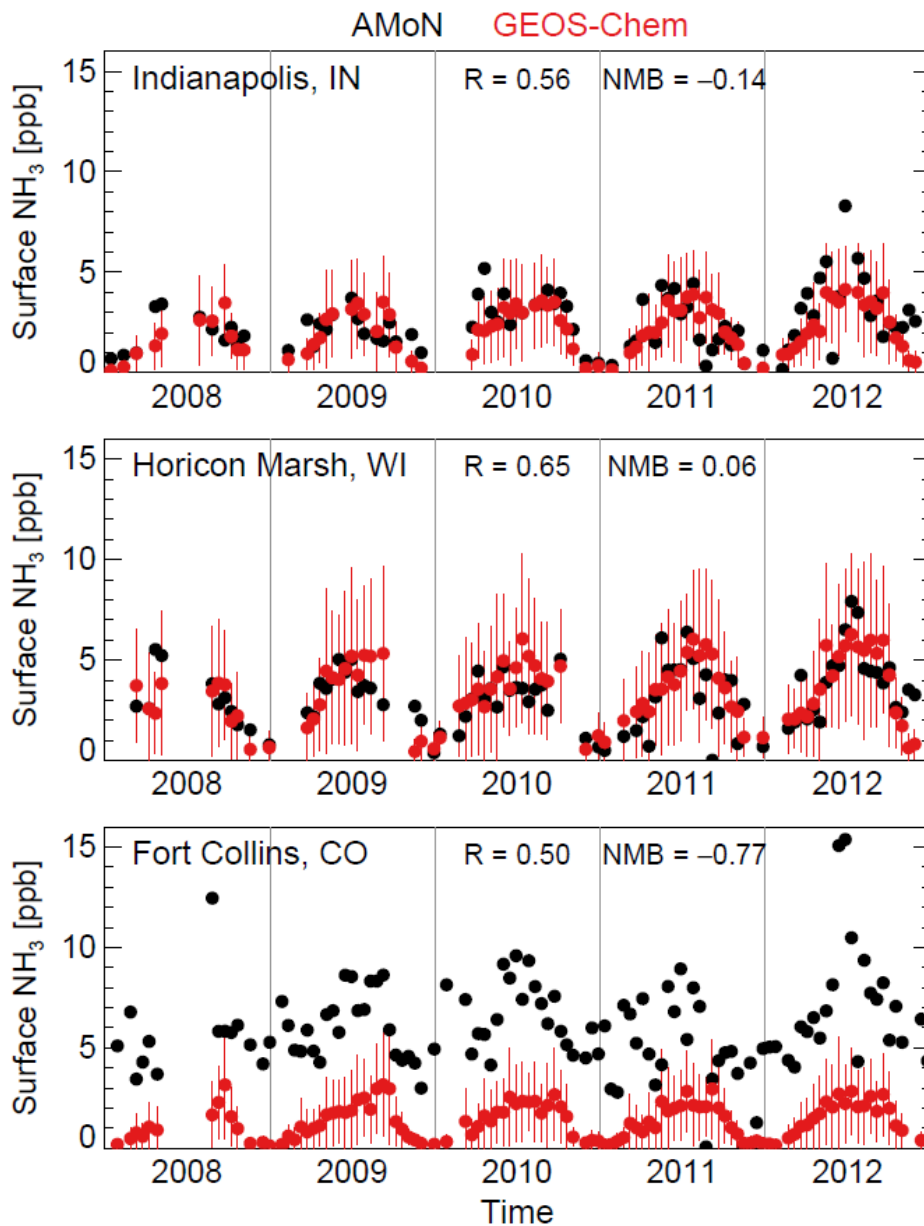 AMoN GEOS-Chem
Indianapolis, IN R = 0.56 NMB = −0.14
Surface NH₃ [ppb]
15
10
5
0
2008 2009 2010 2011 2012
Horicon Marsh, WI R = 0.65 NMB = 0.06
Surface NH₃ [ppb]
15
10
5
0
2008 2009 2010 2011 2012
Fort Collins, CO R = 0.50 NMB = −0.77
Surface NH₃ [ppb]
15
10
5
0
2008 2009 2010 2011 2012
Time